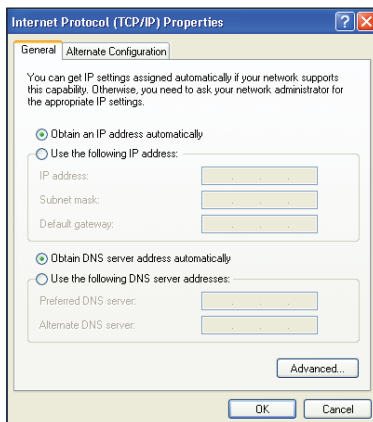 Internet Protocol (TCP/IP) Properties
General
Alternate Configuration
You can get IP settings assigned automatically if your network supports
this capability. Otherwise, you need to ask your network administrator for
the appropriate IP settings.
Obtain an IP address automatically
Use the following IP address:
IP address:
Subnet mask:
Default gateway:
Obtain DNS server address automatically
Use the following DNS server addresses:
Preferred DNS server:
Alternate DNS server:
Advanced...
OK
Cancel